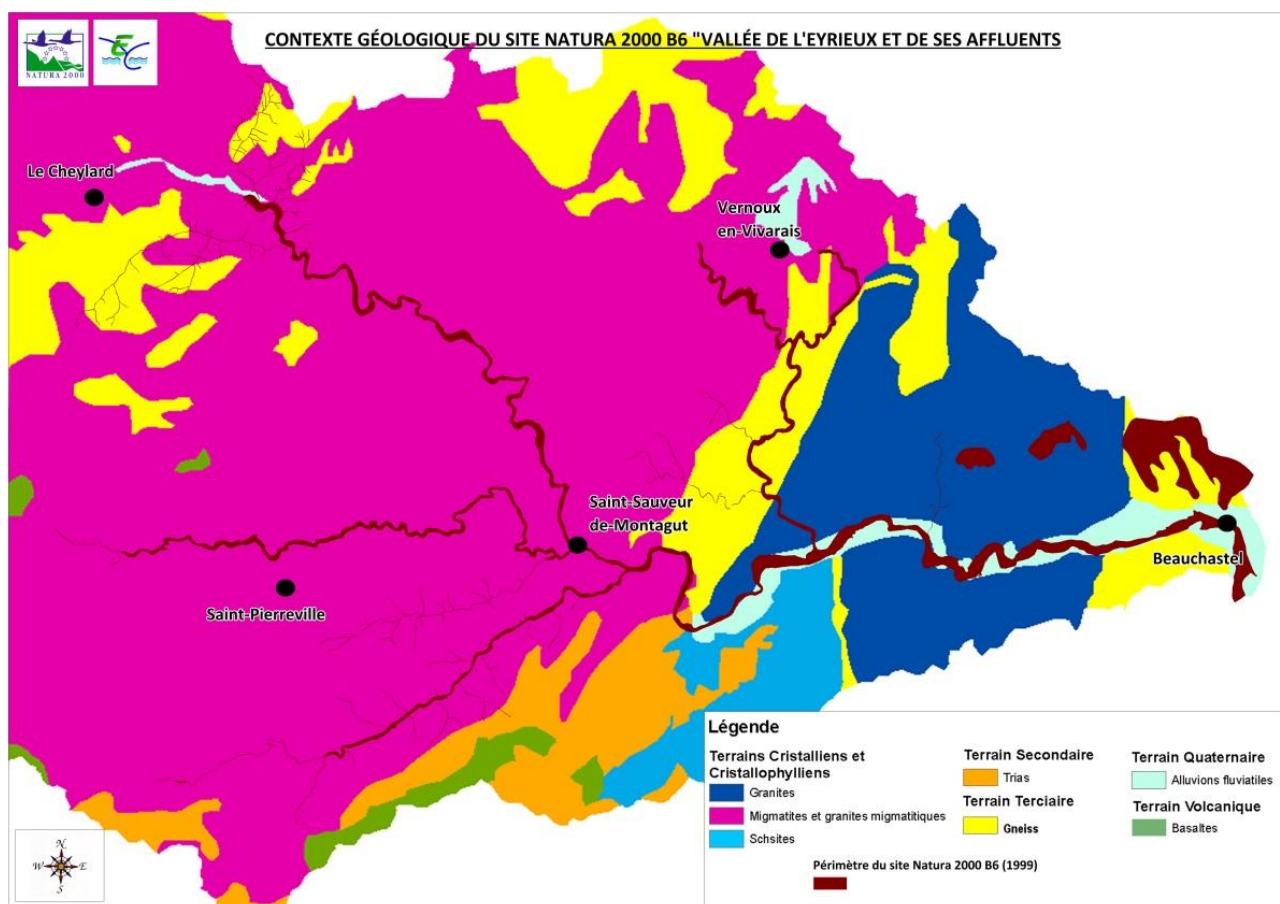 CONTEXTE GÉOLOGIQUE DU SITE NATURA 2000 B6 "VALLÉE DE L'EYRIEUX ET DE SES AFFLUENTS
NATURA 2000
Le Cheylard
Vernoux
en-Vivarais
Saint-Sauveur
de-Montagut
Saint-Pierreville
Beauchastel
Légende
Terrains Cristalliens et
Cristallophylliens
Granites
Migmatites et granites migmatitiques
Schsites
Terrain Secondaire
Trias
Terrain Terciaire
Gneiss
Terrain Quaternaire
Alluvions fluviatiles
Terrain Volcanique
Basaltes
Périmètre du site Natura 2000 B6 (1999)
N
W
E
S